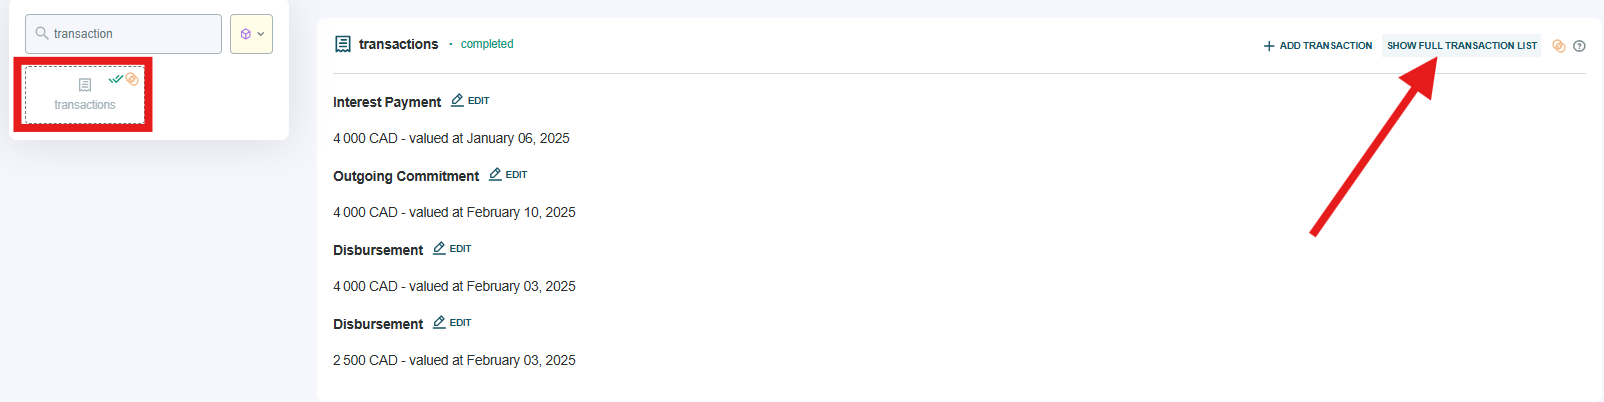 transaction
transactions
transactions · completed
ADD TRANSACTION
SHOW FULL TRANSACTION LIST
Interest Payment EDIT
4 000 CAD - valued at January 06, 2025
Outgoing Commitment EDIT
4 000 CAD - valued at February 10, 2025
Disbursement EDIT
4 000 CAD - valued at February 03, 2025
Disbursement EDIT
2 500 CAD - valued at February 03, 2025